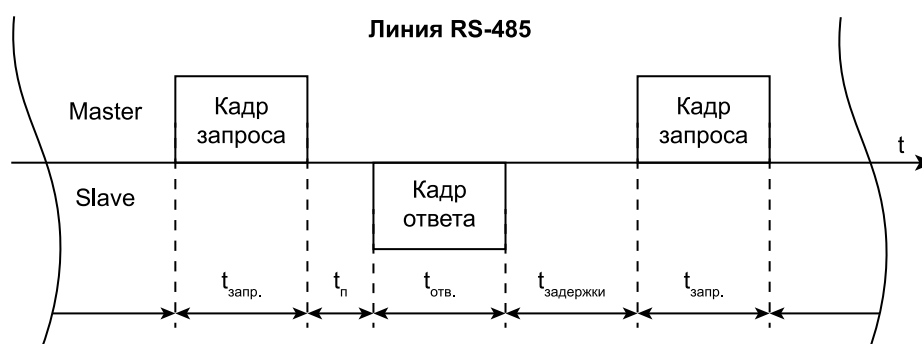 Линия RS-485
Master
Кадр
запроса
Кадр
запроса
t
Slave
Кадр
ответа
tзапр.
tп
tотв.
tзадержки
tзапр.